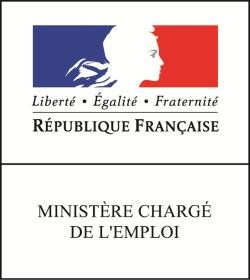 Liberté • Égalité • Fraternité
RÉPUBLIQUE FRANÇAISE
MINISTÈRE CHARGÉ
DE L'EMPLOI